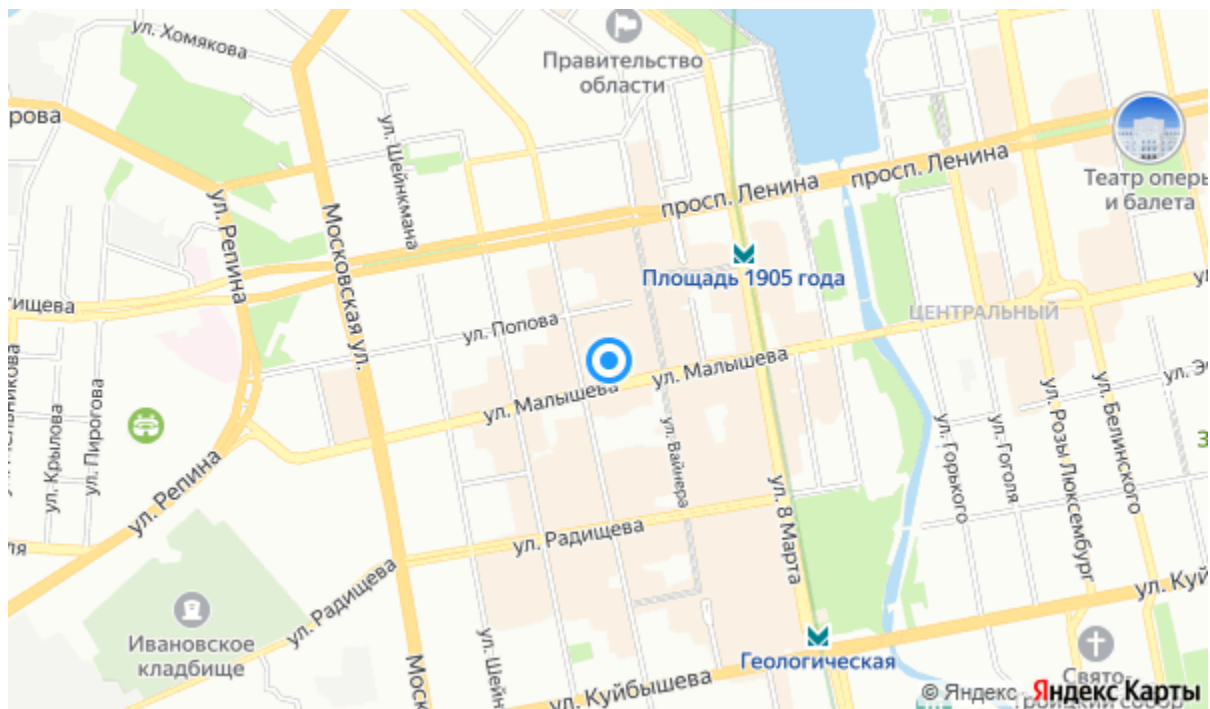 ул. Хомякова
Правительство
области
ул. Шейнкмана
ул. Репина
Московская ул.
просп. Ленина
просп. Ленина
Театр оперы
и балета
Площадь 1905 года
ЦЕНТРАЛЬНЫЙ
ул. Попова
ул. Малышева
ул. Малышева
ул. Крылова
ул. Пирогова
ул. Репина
ул. Вайнера
ул. 8 Марта
ул. Горького
ул. Гоголя
ул. Розы Люксембург
ул. Белинского
ул. Радищева
ул. Радищева
Ивановское
кладбище
Геологическая
ул. Куйбышева
Свято-
© Яндекс Яндекс Карты